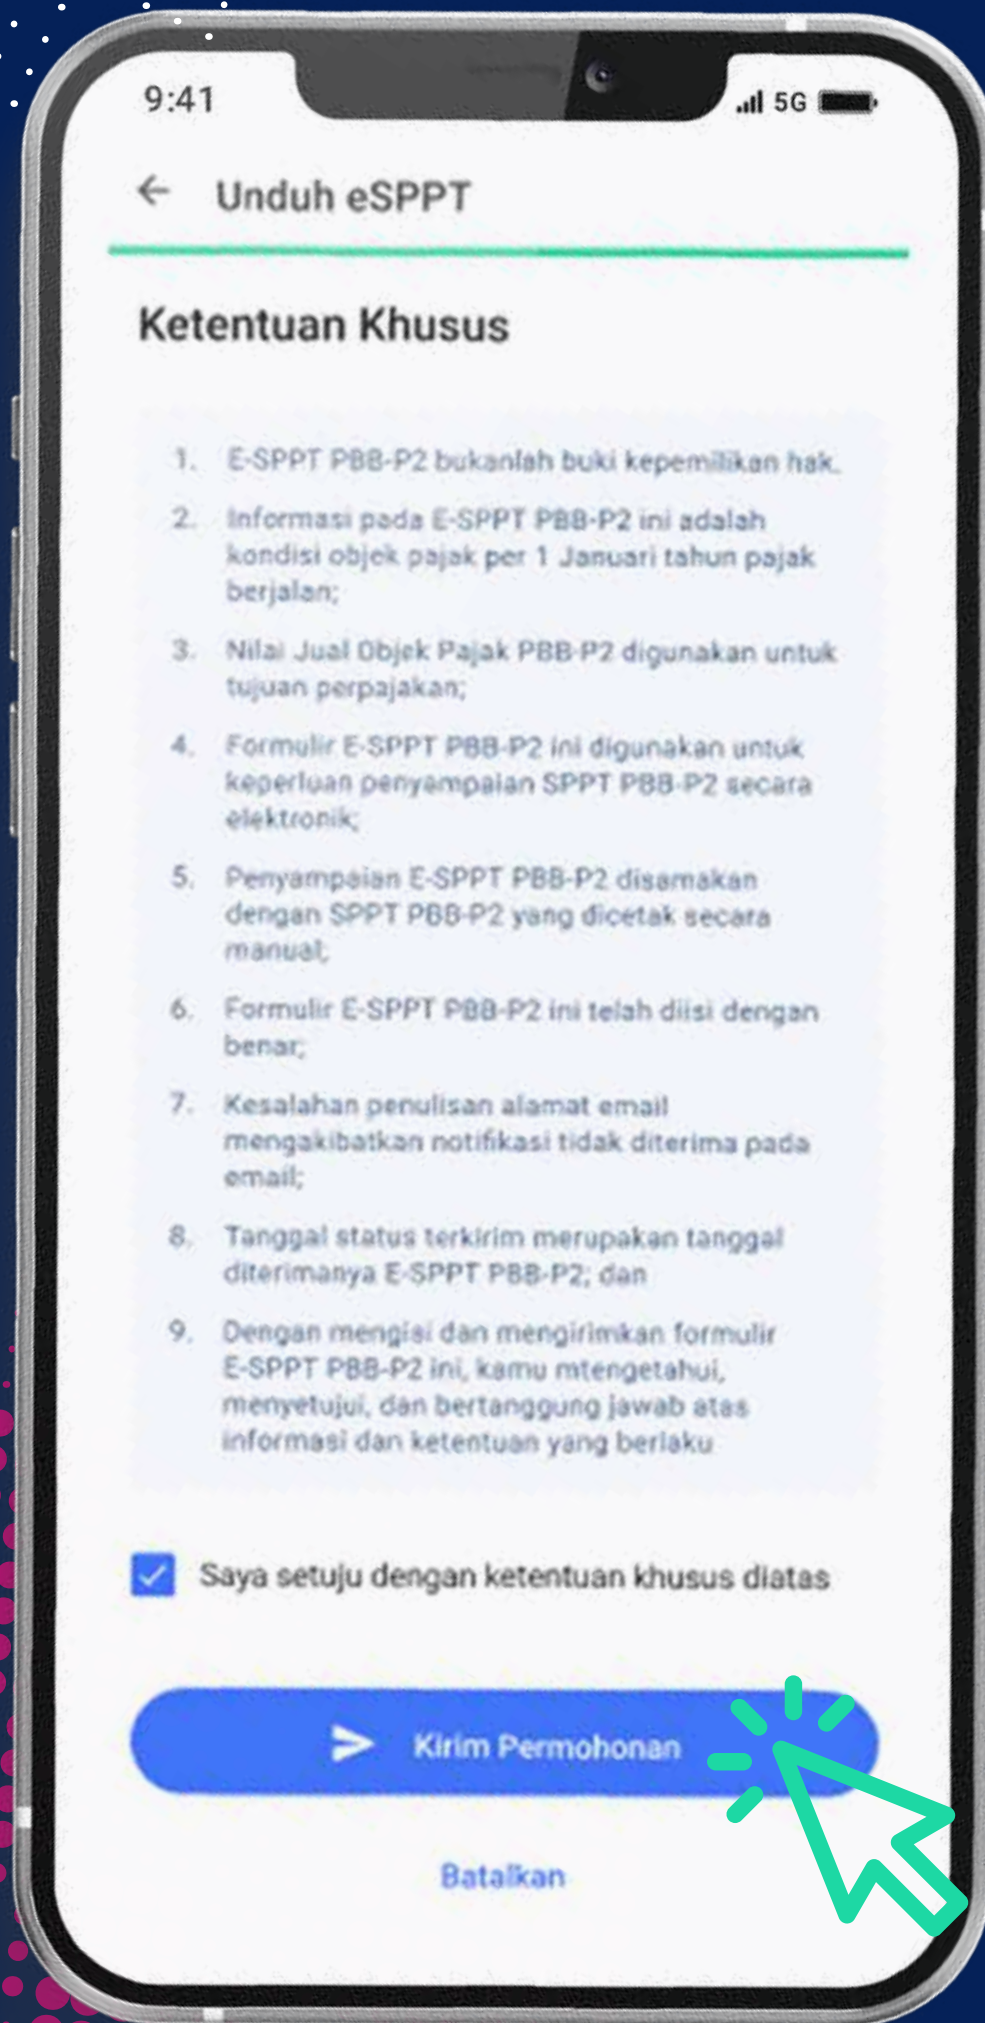 9:41
5G
Unduh eSPPT
Ketentuan Khusus
1. E-SPPT PBB-P2 bukanlah buki kepemilikan hak.
2. Informasi pada E-SPPT PBB-P2 ini adalah
kondisi objek pajak per 1 Januari tahun pajak
berjalan;
3. Nilai Jual Objek Pajak PBB-P2 digunakan untuk
tujuan perpajakan;
4. Formulir E-SPPT PBB-P2 ini digunakan untuk
keperluan penyampaian SPPT PBB-P2 secara
elektronik;
5. Penyampaian E-SPPT PBB-P2 disamakan
dengan SPPT PBB-P2 yang dicetak secara
manual;
6. Formulir E-SPPT PBB-P2 ini telah diisi dengan
benar;
7. Kesalahan penulisan alamat email
mengakibatkan notifikasi tidak diterima pada
email;
8. Tanggal status terkirim merupakan tanggal
diterimanya E-SPPT PBB-P2; dan
9. Dengan mengisi dan mengirimkan formulir
E-SPPT PBB-P2 ini, kamu mtengetahui,
menyetujui, dan bertanggung jawab atas
informasi dan ketentuan yang berlaku
Saya setuju dengan ketentuan khusus diatas
Kirim Permohonan
Batalkan